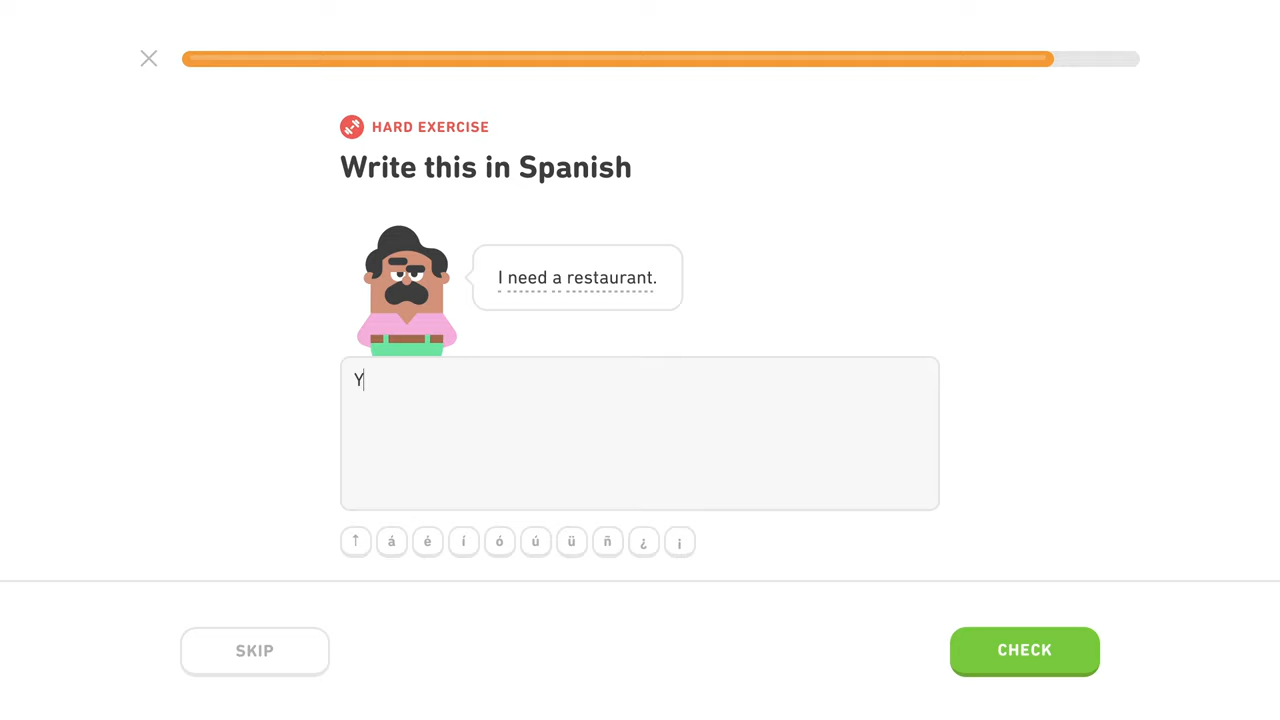 HARD EXERCISE
Write this in Spanish
I need a restaurant.
Y
↑ á é í ó ú ü ñ ¿ ¡
SKIP
CHECK